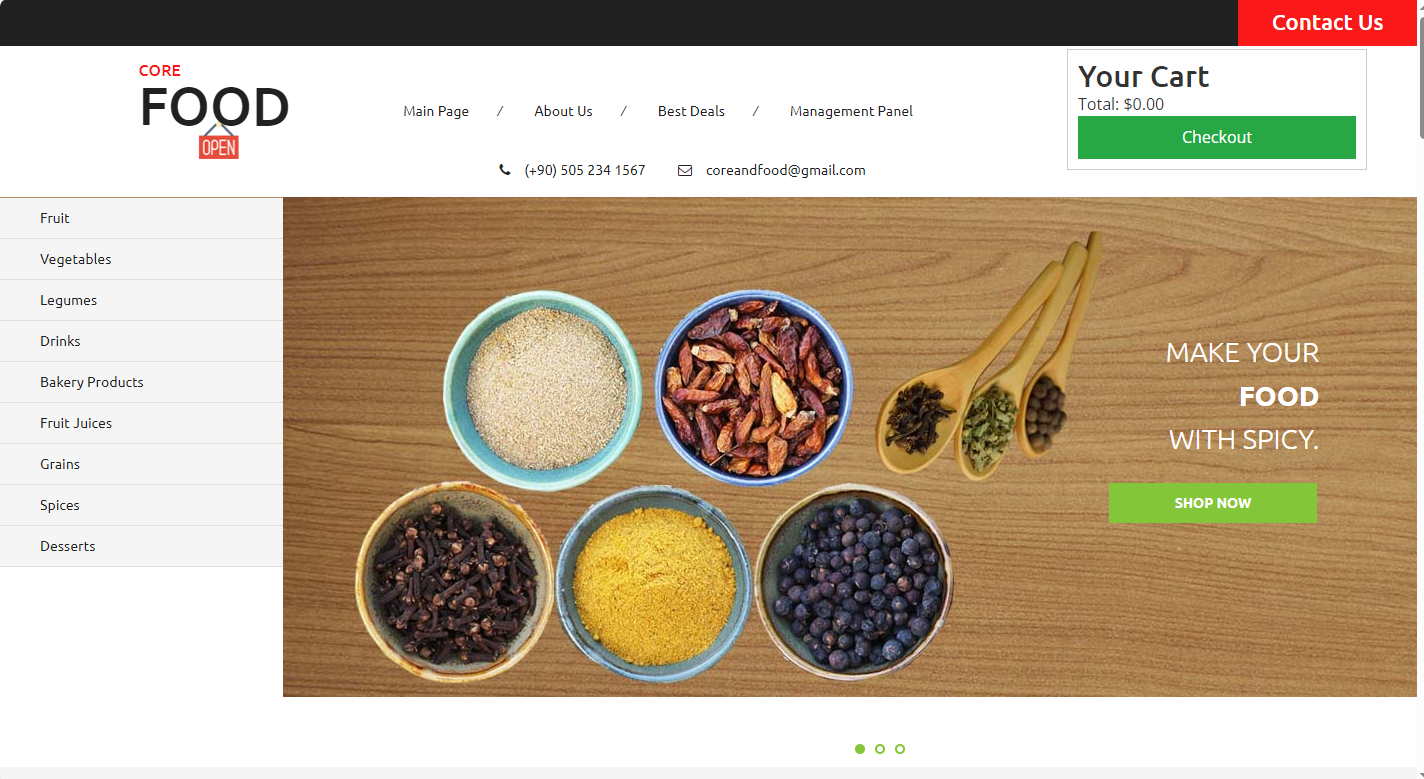 Contact Us
CORE
FOOD
OPEN
Main Page / About Us / Best Deals / Management Panel
(+90) 505 234 1567 coreandfood@gmail.com
Your Cart
Total: $0.00
Checkout
Fruit
Vegetables
Legumes
Drinks
Bakery Products
Fruit Juices
Grains
Spices
Desserts
MAKE YOUR
FOOD
WITH SPICY.
SHOP NOW